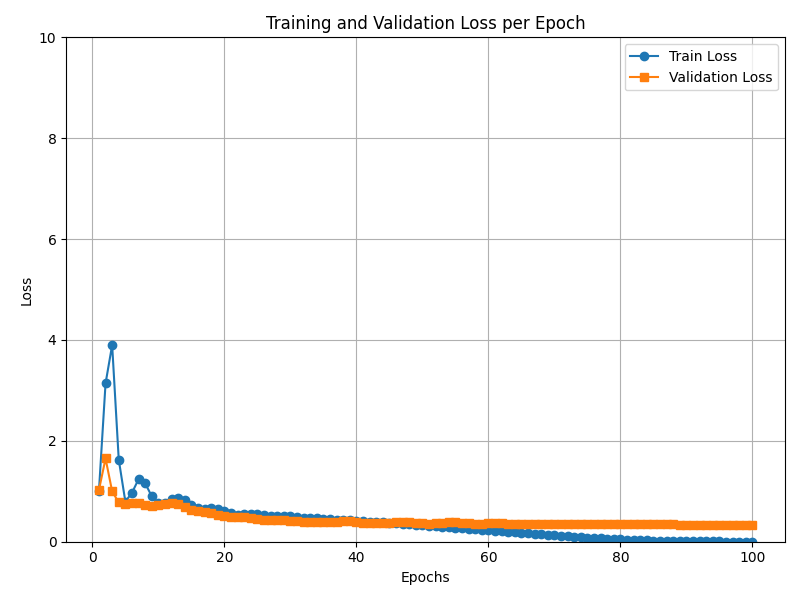 Training and Validation Loss per Epoch
Train Loss
Validation Loss
Loss
10
8
6
4
2
0
0 20 40 60 80 100
Epochs